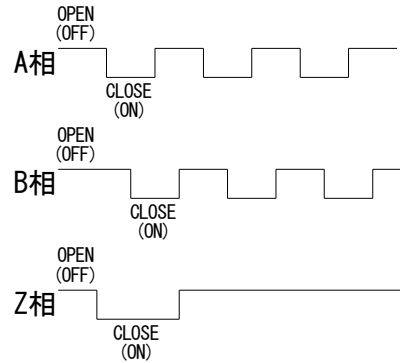 OPEN
(OFF)
A相
CLOSE
(ON)
OPEN
(OFF)
B相
CLOSE
(ON)
OPEN
(OFF)
Z相
CLOSE
(ON)